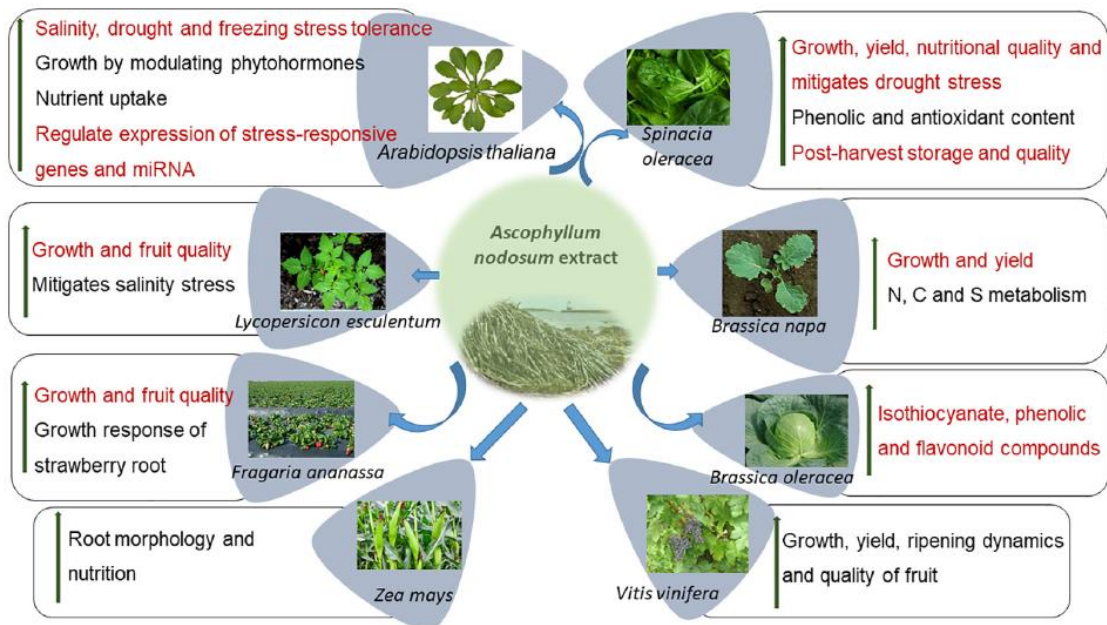 Salinity, drought and freezing stress tolerance
Growth by modulating phytohormones
Nutrient uptake
Regulate expression of stress-responsive
genes and miRNA
Arabidopsis thaliana
Spinacia
oleracea
Growth, yield, nutritional quality and
mitigates drought stress
Phenolic and antioxidant content
Post-harvest storage and quality
Growth and fruit quality
Mitigates salinity stress
Lycopersicon esculentum
Ascophyllum
nodosum extract
Brassica napa
Growth and yield
N, C and S metabolism
Growth and fruit quality
Growth response of
strawberry root
Fragaria ananassa
Brassica oleracea
Isothiocyanate, phenolic
and flavonoid compounds
Root morphology and
nutrition
Zea mays
Vitis vinifera
Growth, yield, ripening dynamics
and quality of fruit